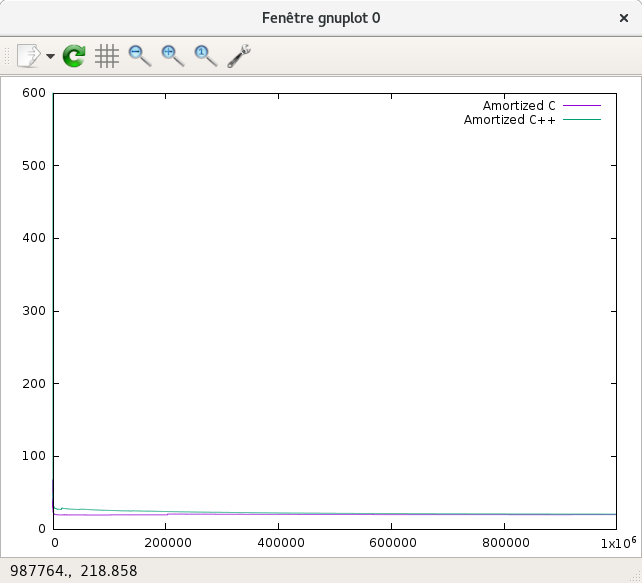 Fenêtre gnuplot 0
×
1
600
Amortized C
Amortized C++
500
400
300
200
100
0
0 200000 400000 600000 800000 1x10⁶
987764., 218.858